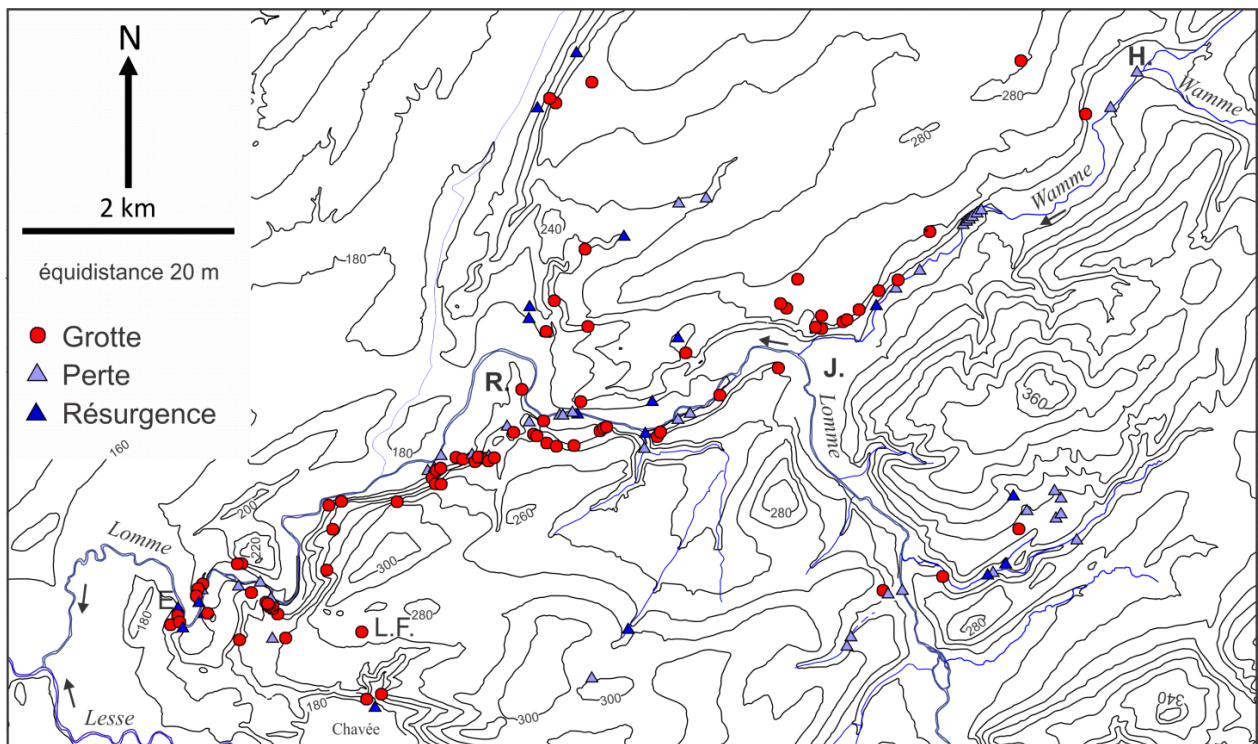 N
2 km
équidistance 20 m
Grotte
Perte
Résurgence
H.
Wamme
280
280
Wamme
240
180
R.
J.
Lomme
360
160
180
200
220
260
280
300
Lomme
E.
180
L.F.
280
280
180
300
300
340
Chavée
Lesse